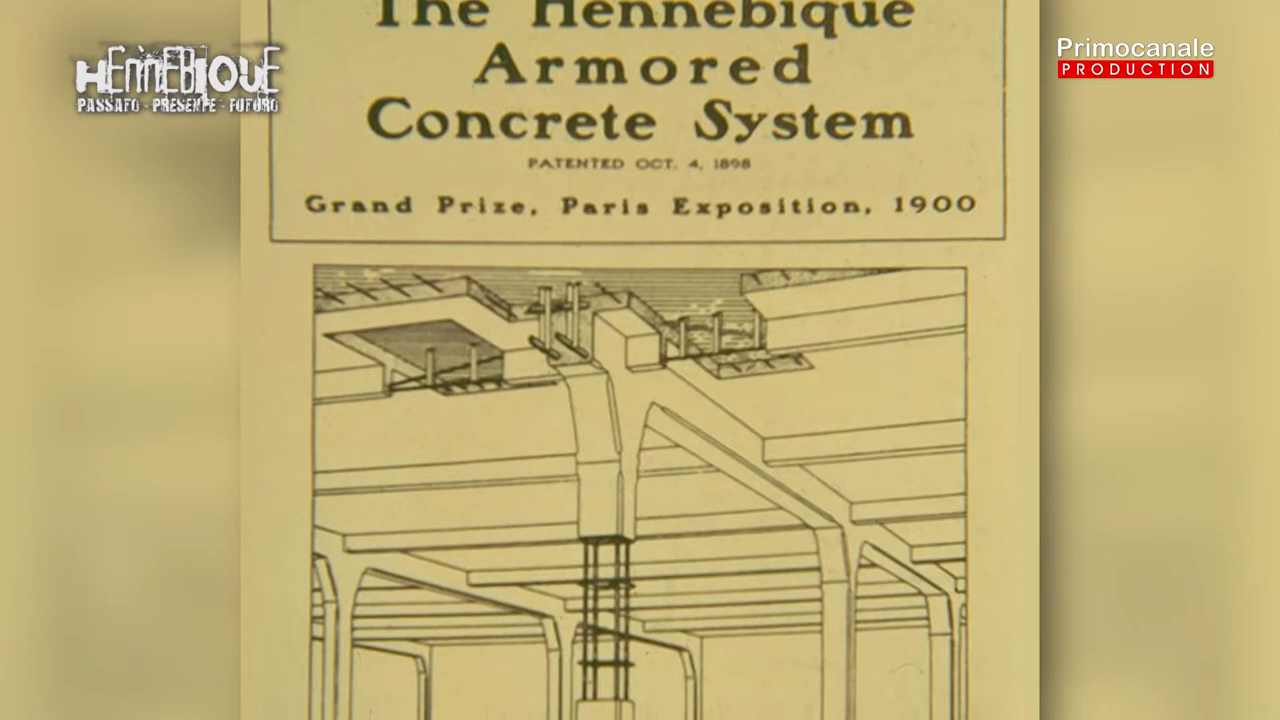 The Hennebique
Armored
Concrete System
PATENTED OCT. 4, 1898
Grand Prize, Paris Exposition, 1900
HENNEBIQUE
PASSATO - PRESENTE - FUTURO
Primocanale
PRODUCTION